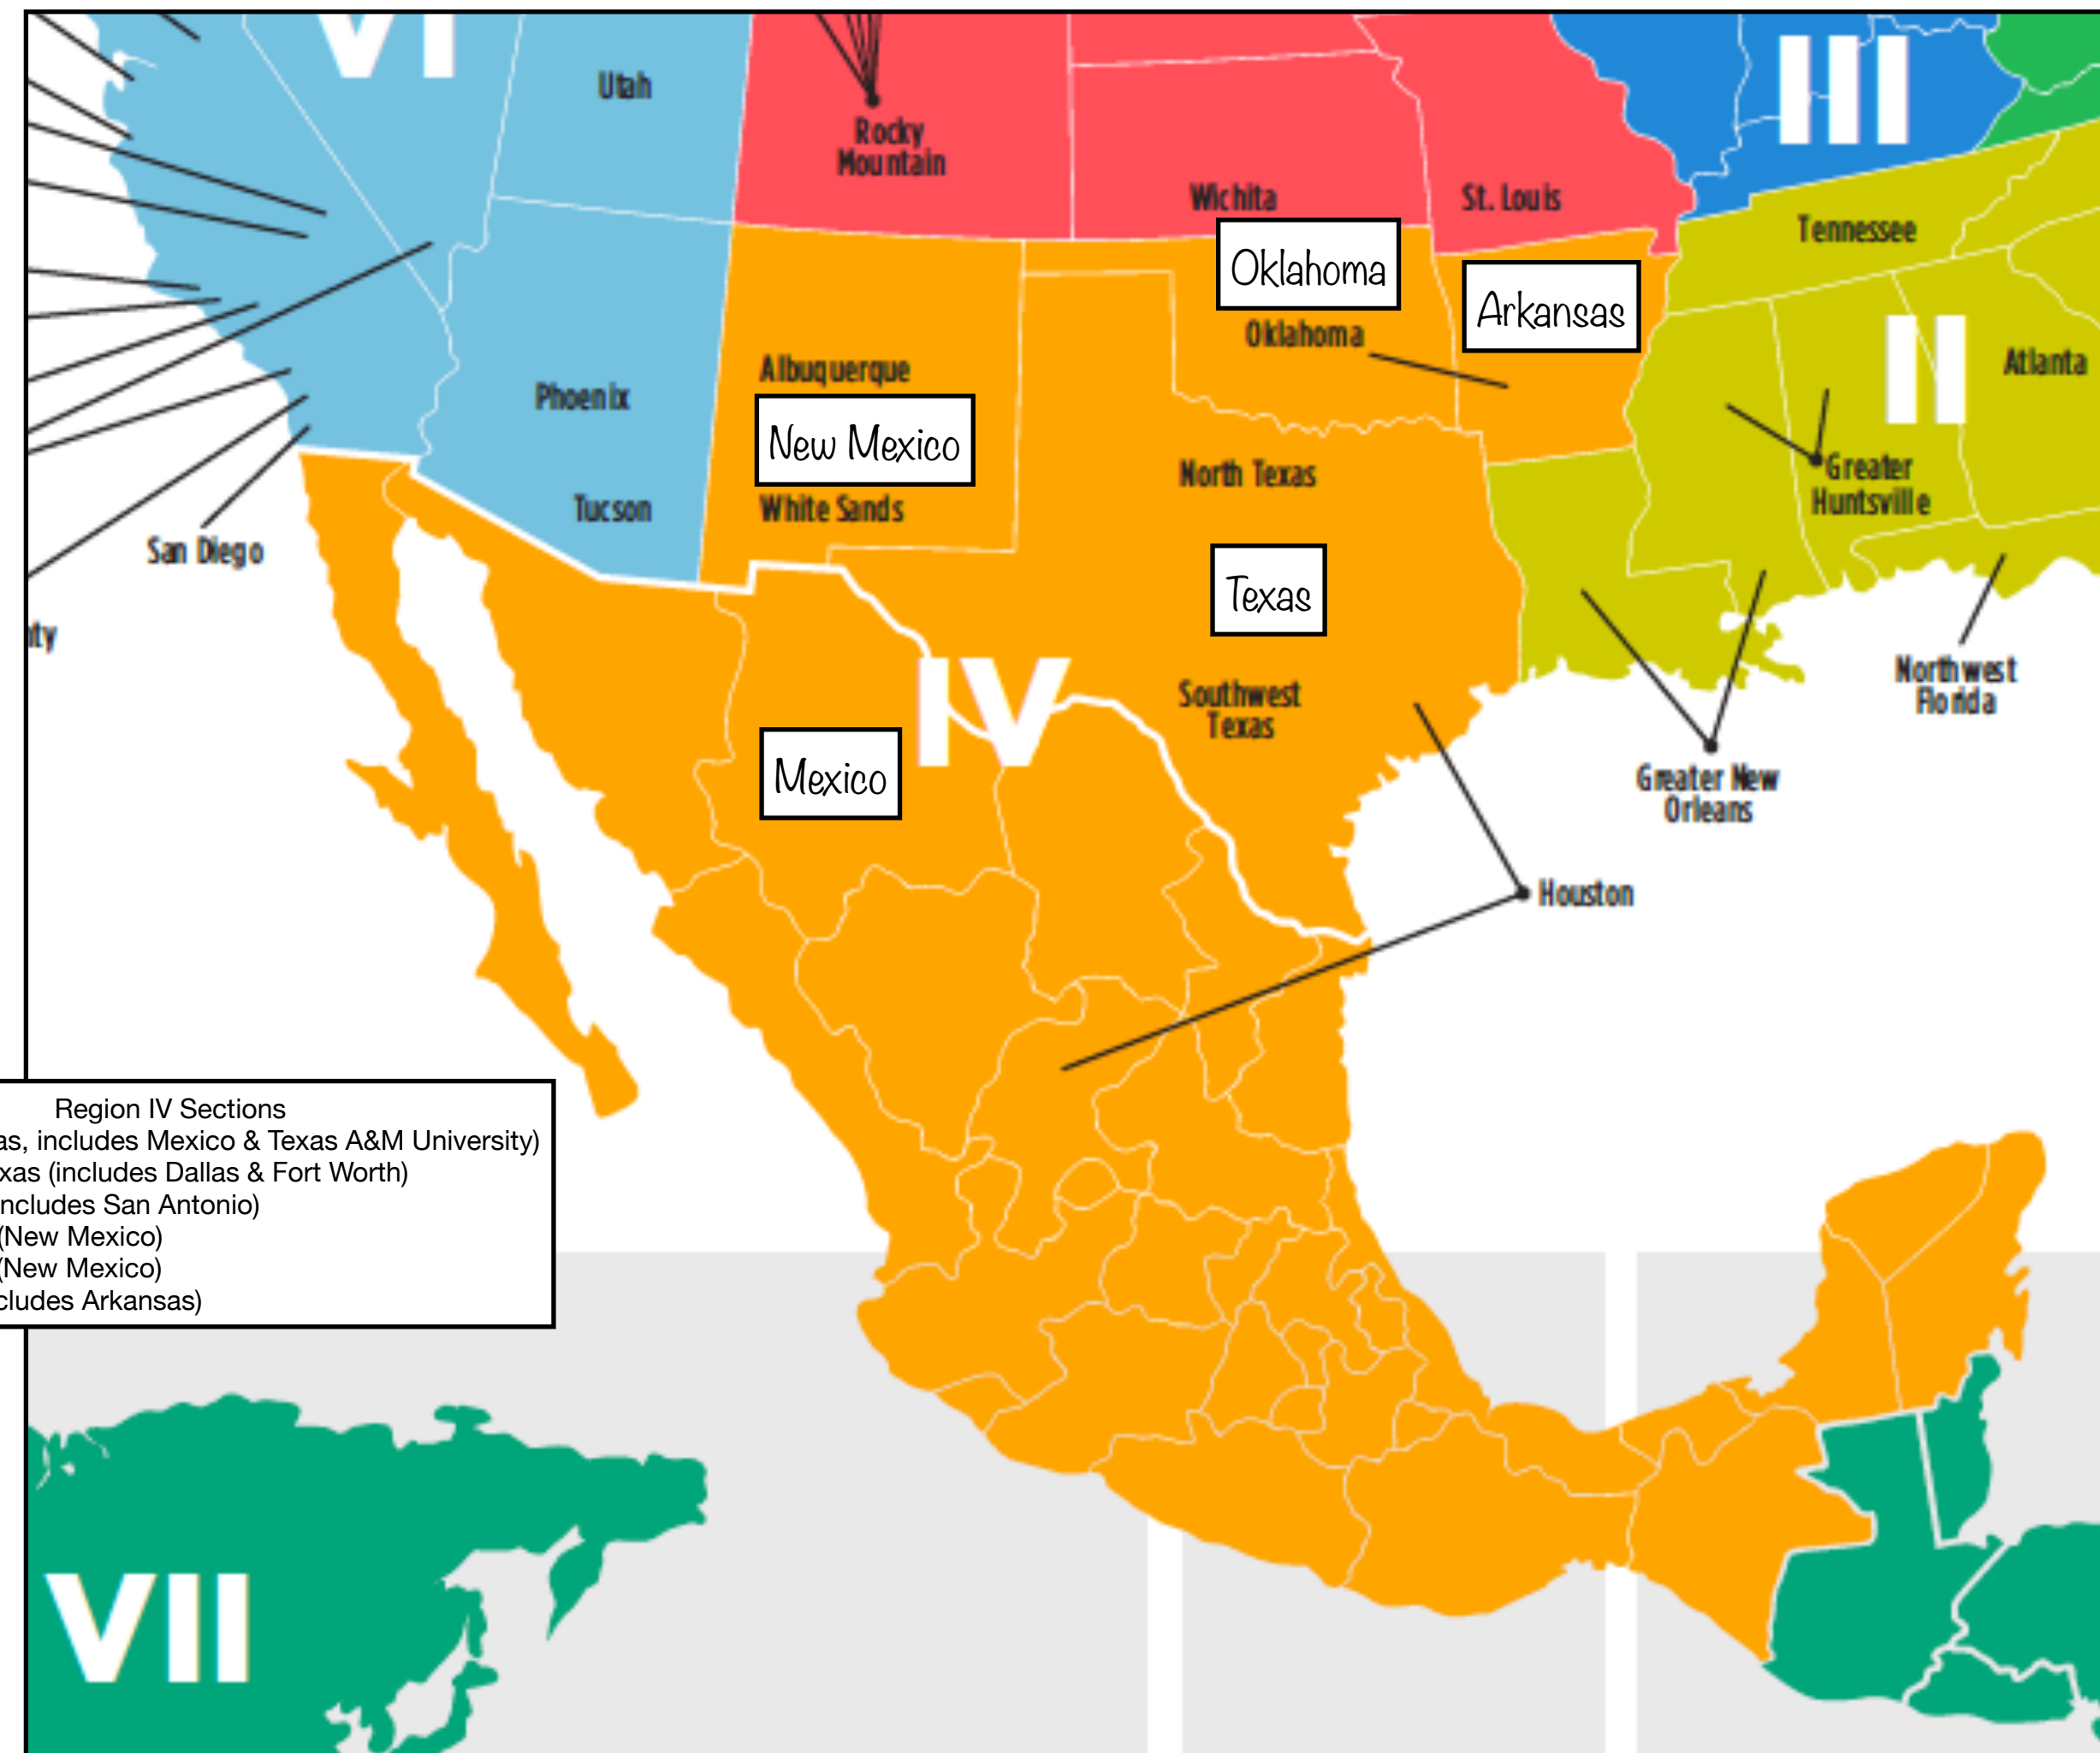 VI
III
Utah
Rocky
Mountain
Wichita
St. Louis
Tennessee
Oklahoma
Arkansas
Oklahoma
II
Atlanta
Albuquerque
Phoenix
New Mexico
North Texas
Greater
Huntsville
Tucson
White Sands
San Diego
Texas
nty
Northwest
Florida
IV
Southwest
Texas
Mexico
Greater New
Orleans
Houston
Region IV Sections
as, includes Mexico & Texas A&M University)
xas (includes Dallas & Fort Worth)
ncludes San Antonio)
(New Mexico)
(New Mexico)
cludes Arkansas)
VII